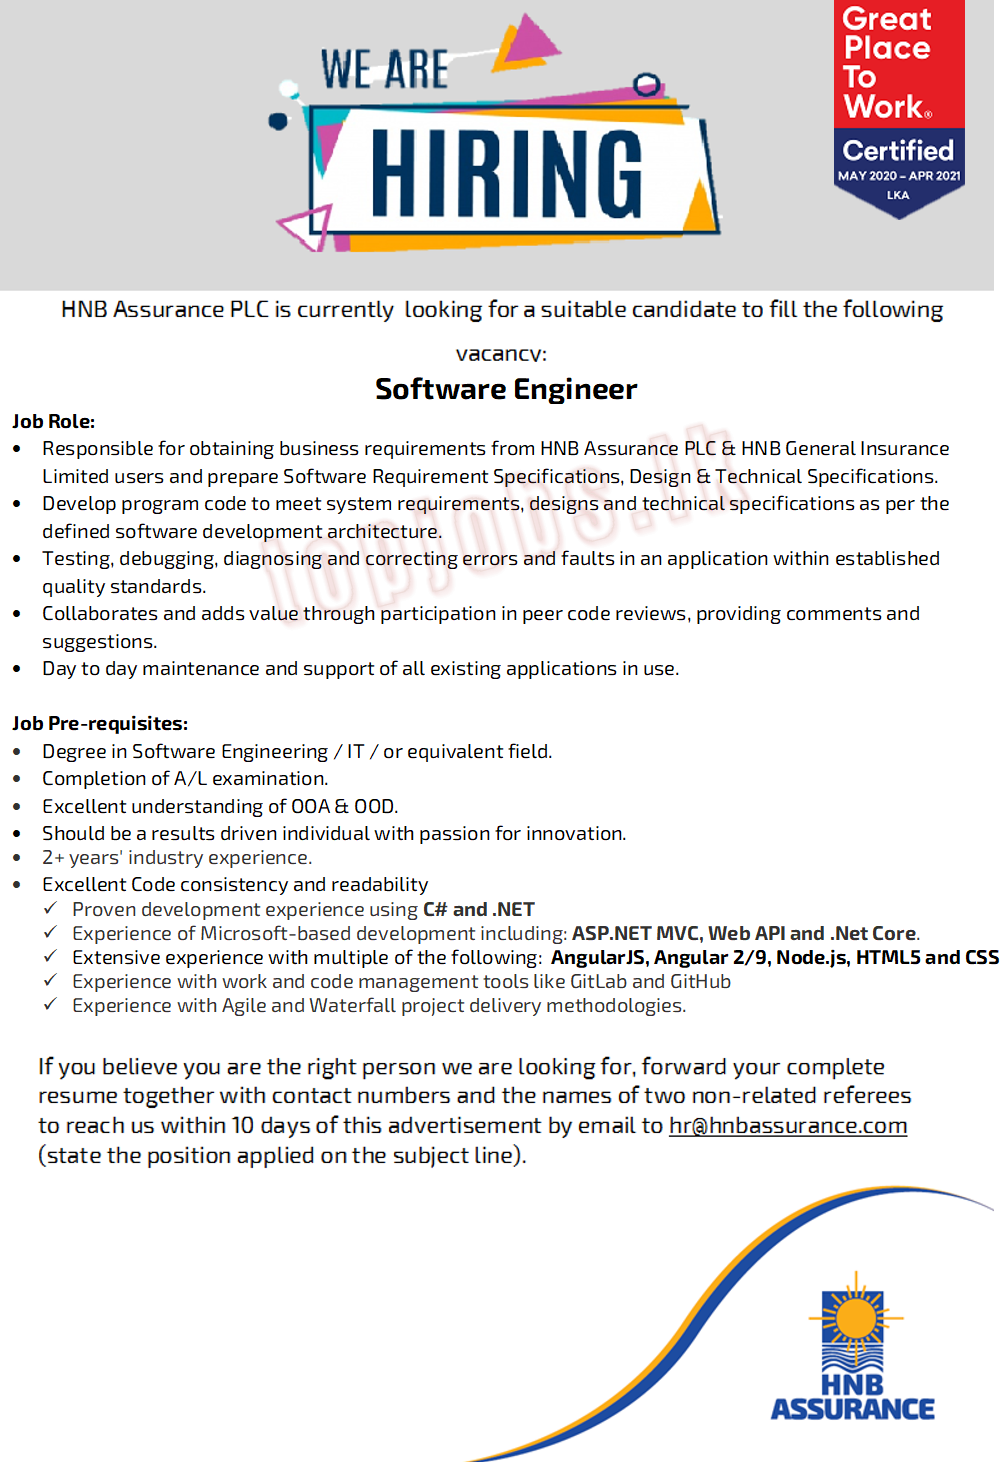 WE ARE
HIRING
Great
Place
To
Work®
Certified
MAY 2020 – APR 2021
LKA
HNB Assurance PLC is currently looking for a suitable candidate to fill the following
vacancy:
Software Engineer
Job Role:
• Responsible for obtaining business requirements from HNB Assurance PLC & HNB General Insurance
Limited users and prepare Software Requirement Specifications, Design & Technical Specifications.
• Develop program code to meet system requirements, designs and technical specifications as per the
defined software development architecture.
• Testing, debugging, diagnosing and correcting errors and faults in an application within established
quality standards.
• Collaborates and adds value through participation in peer code reviews, providing comments and
suggestions.
• Day to day maintenance and support of all existing applications in use.
topjobs.lk
Job Pre-requisites:
• Degree in Software Engineering / IT / or equivalent field.
• Completion of A/L examination.
• Excellent understanding of OOA & OOD.
• Should be a results driven individual with passion for innovation.
• 2+ years' industry experience.
• Excellent Code consistency and readability
✓ Proven development experience using C# and .NET
✓ Experience of Microsoft-based development including: ASP.NET MVC, Web API and .Net Core.
✓ Extensive experience with multiple of the following: AngularJS, Angular 2/9, Node.js, HTML5 and CSS
✓ Experience with work and code management tools like GitLab and GitHub
✓ Experience with Agile and Waterfall project delivery methodologies.
If you believe you are the right person we are looking for, forward your complete
resume together with contact numbers and the names of two non-related referees
to reach us within 10 days of this advertisement by email to hr@hnbassurance.com
(state the position applied on the subject line).
HNB
ASSURANCE